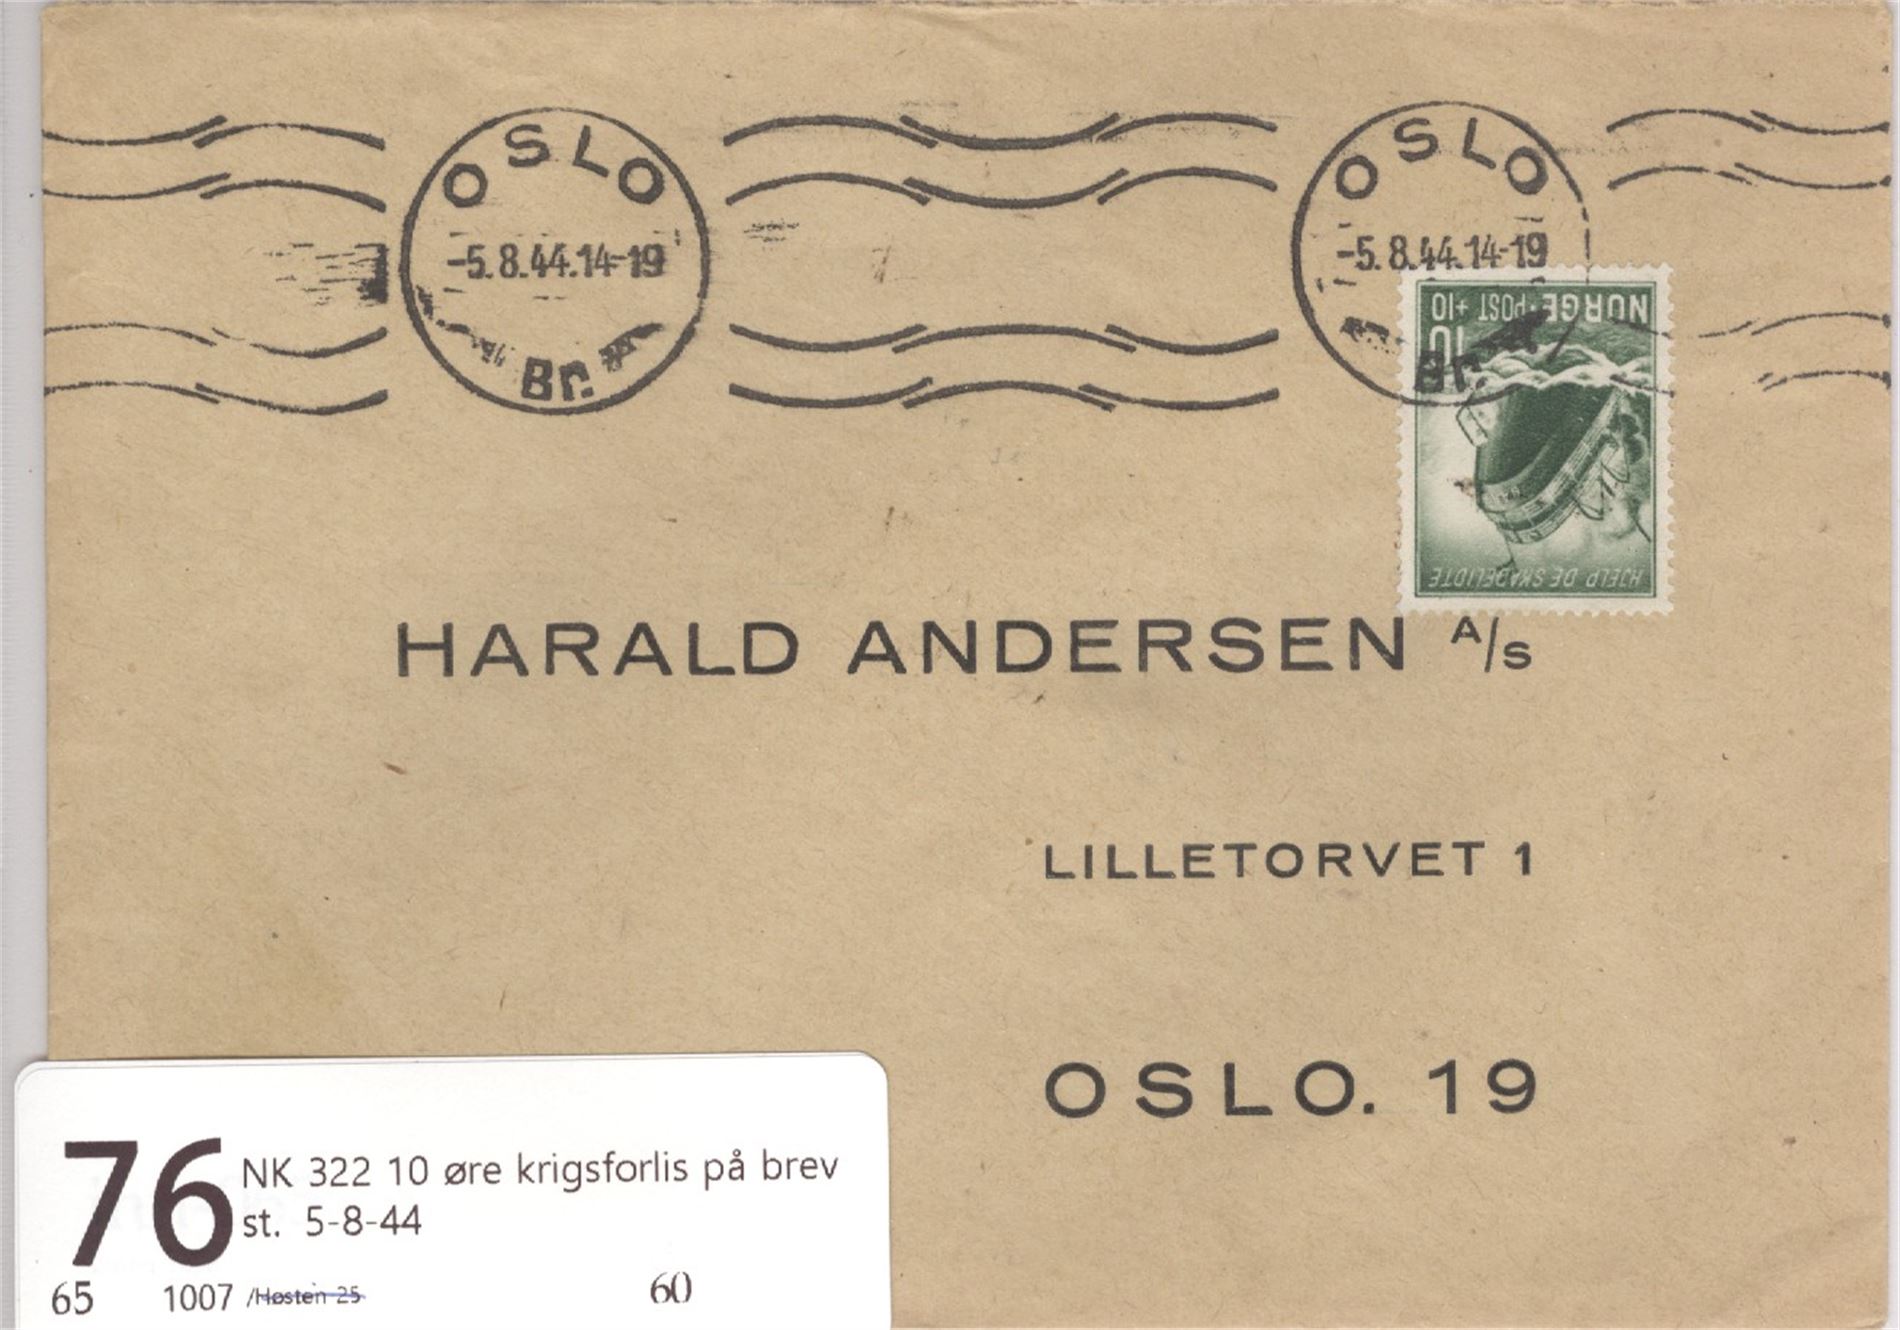 OSLO
OSLO
-5.8.44.14-19
-5.8.44.14-19
Br.
Br.
NORGE·POST +10
10
HJELP DE SKADELIDTE
HARALD ANDERSEN A/S
LILLETORVET 1
OSLO. 19
76
NK 322 10 øre krigsforlis på brev
st. 5-8-44
65 1007 /Høsten 25 60